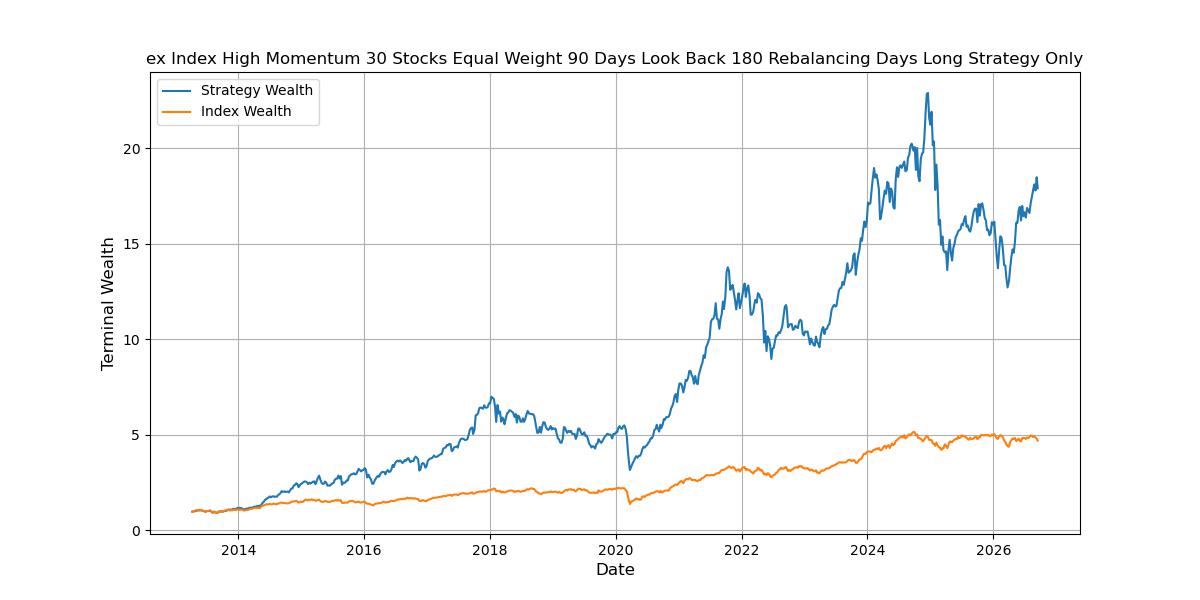 ex Index High Momentum 30 Stocks Equal Weight 90 Days Look Back 180 Rebalancing Days Long Strategy Only
Strategy Wealth
Index Wealth
Terminal Wealth
20
15
10
5
0
2014 2016 2018 2020 2022 2024 2026
Date